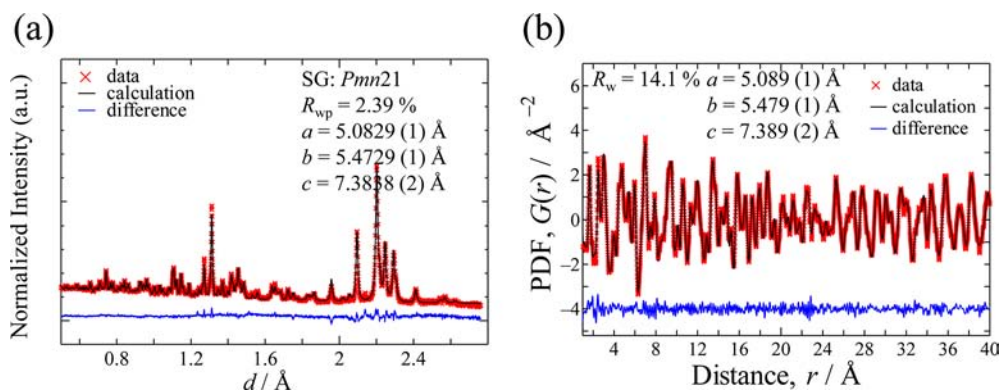 (a)
Normalized Intensity (a.u.)
× data
calculation
difference
SG: Pmn21
Rwp = 2.39 %
a = 5.0829 (1) Å
b = 5.4729 (1) Å
c = 7.3838 (2) Å
0.8 1.2 1.6 2 2.4
d / Å
(b)
PDF, G(r) / Å−2
6
4
2
0
−2
−4
Rw = 14.1 % a = 5.089 (1) Å
b = 5.479 (1) Å
c = 7.389 (2) Å
× data
calculation
difference
4 8 12 16 20 24 28 32 36 40
Distance, r / Å